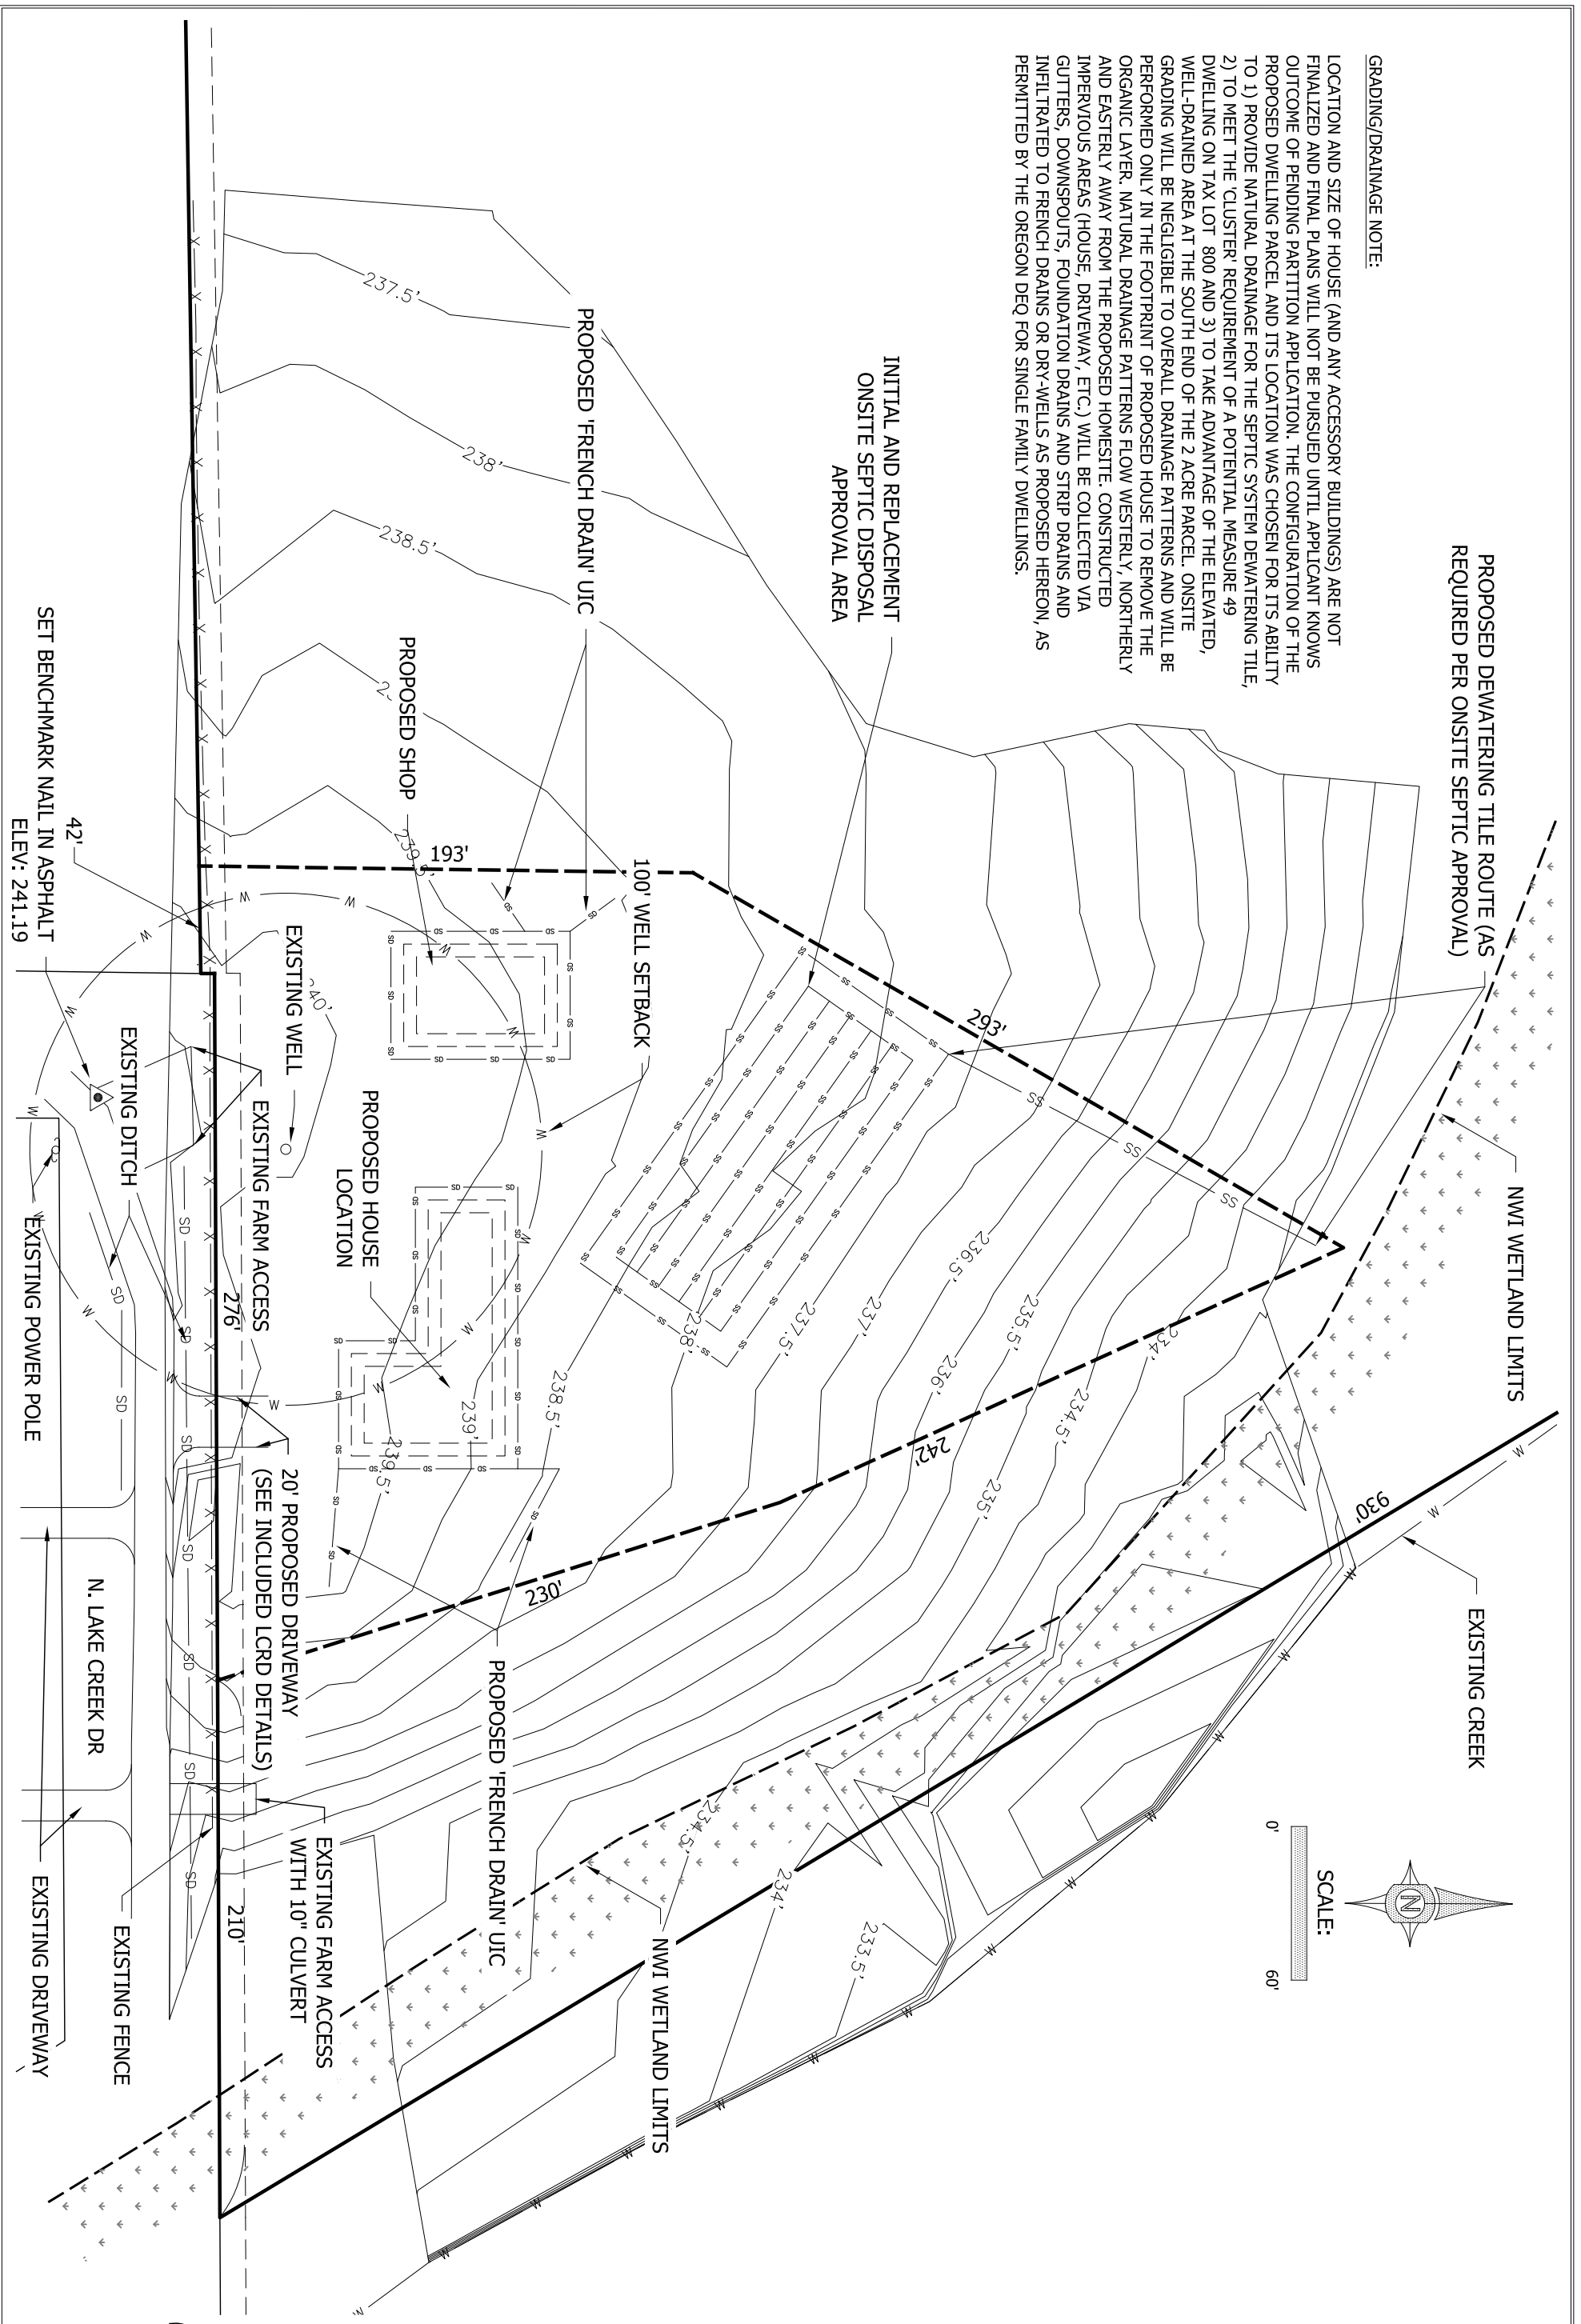 GRADING/DRAINAGE NOTE:
LOCATION AND SIZE OF HOUSE (AND ANY ACCESSORY BUILDINGS) ARE NOT
FINALIZED AND FINAL PLANS WILL NOT BE PURSUED UNTIL APPLICANT KNOWS
OUTCOME OF PENDING PARTITION APPLICATION. THE CONFIGURATION OF THE
PROPOSED DWELLING PARCEL AND ITS LOCATION WAS CHOSEN FOR ITS ABILITY
TO 1) PROVIDE NATURAL DRAINAGE FOR THE SEPTIC SYSTEM DEWATERING TILE,
2) TO MEET THE 'CLUSTER' REQUIREMENT OF A POTENTIAL MEASURE 49
DWELLING ON TAX LOT 800 AND 3) TO TAKE ADVANTAGE OF THE ELEVATED,
WELL-DRAINED AREA AT THE SOUTH END OF THE 2 ACRE PARCEL. ONSITE
GRADING WILL BE NEGLIGIBLE TO OVERALL DRAINAGE PATTERNS AND WILL BE
PERFORMED ONLY IN THE FOOTPRINT OF PROPOSED HOUSE TO REMOVE THE
ORGANIC LAYER. NATURAL DRAINAGE PATTERNS FLOW WESTERLY, NORTHERLY
AND EASTERLY AWAY FROM THE PROPOSED HOMESITE. CONSTRUCTED
IMPERVIOUS AREAS (HOUSE, DRIVEWAY, ETC.) WILL BE COLLECTED VIA
GUTTERS, DOWNSPOUTS, FOUNDATION DRAINS AND STRIP DRAINS AND
INFILTRATED TO FRENCH DRAINS OR DRY-WELLS AS PROPOSED HEREON, AS
PERMITTED BY THE OREGON DEQ FOR SINGLE FAMILY DWELLINGS.
PROPOSED DEWATERING TILE ROUTE (AS
REQUIRED PER ONSITE SEPTIC APPROVAL)
NWI WETLAND LIMITS
EXISTING CREEK
N
SCALE:
0'
60'
930'
INITIAL AND REPLACEMENT
ONSITE SEPTIC DISPOSAL
APPROVAL AREA
293'
242'
230'
234'
234.5'
235'
235.5'
236'
236.5'
237'
237.5'
238'
238.5'
239'
239.5'
PROPOSED 'FRENCH DRAIN' UIC
237.5'
238'
238.5'
PROPOSED SHOP
239.5'
193'
100' WELL SETBACK
NWI WETLAND LIMITS
234.5'
234'
233.5'
PROPOSED 'FRENCH DRAIN' UIC
PROPOSED HOUSE
LOCATION
EXISTING WELL
EXISTING FARM ACCESS
20' PROPOSED DRIVEWAY
(SEE INCLUDED LCRD DETAILS)
EXISTING FARM ACCESS
WITH 10" CULVERT
276'
210'
42'
SET BENCHMARK NAIL IN ASPHALT
ELEV: 241.19
EXISTING DITCH
EXISTING POWER POLE
N. LAKE CREEK DR
EXISTING FENCE
EXISTING DRIVEWAY
SS
SS
SS
SD
SD
SD
SD
W
W
W
W